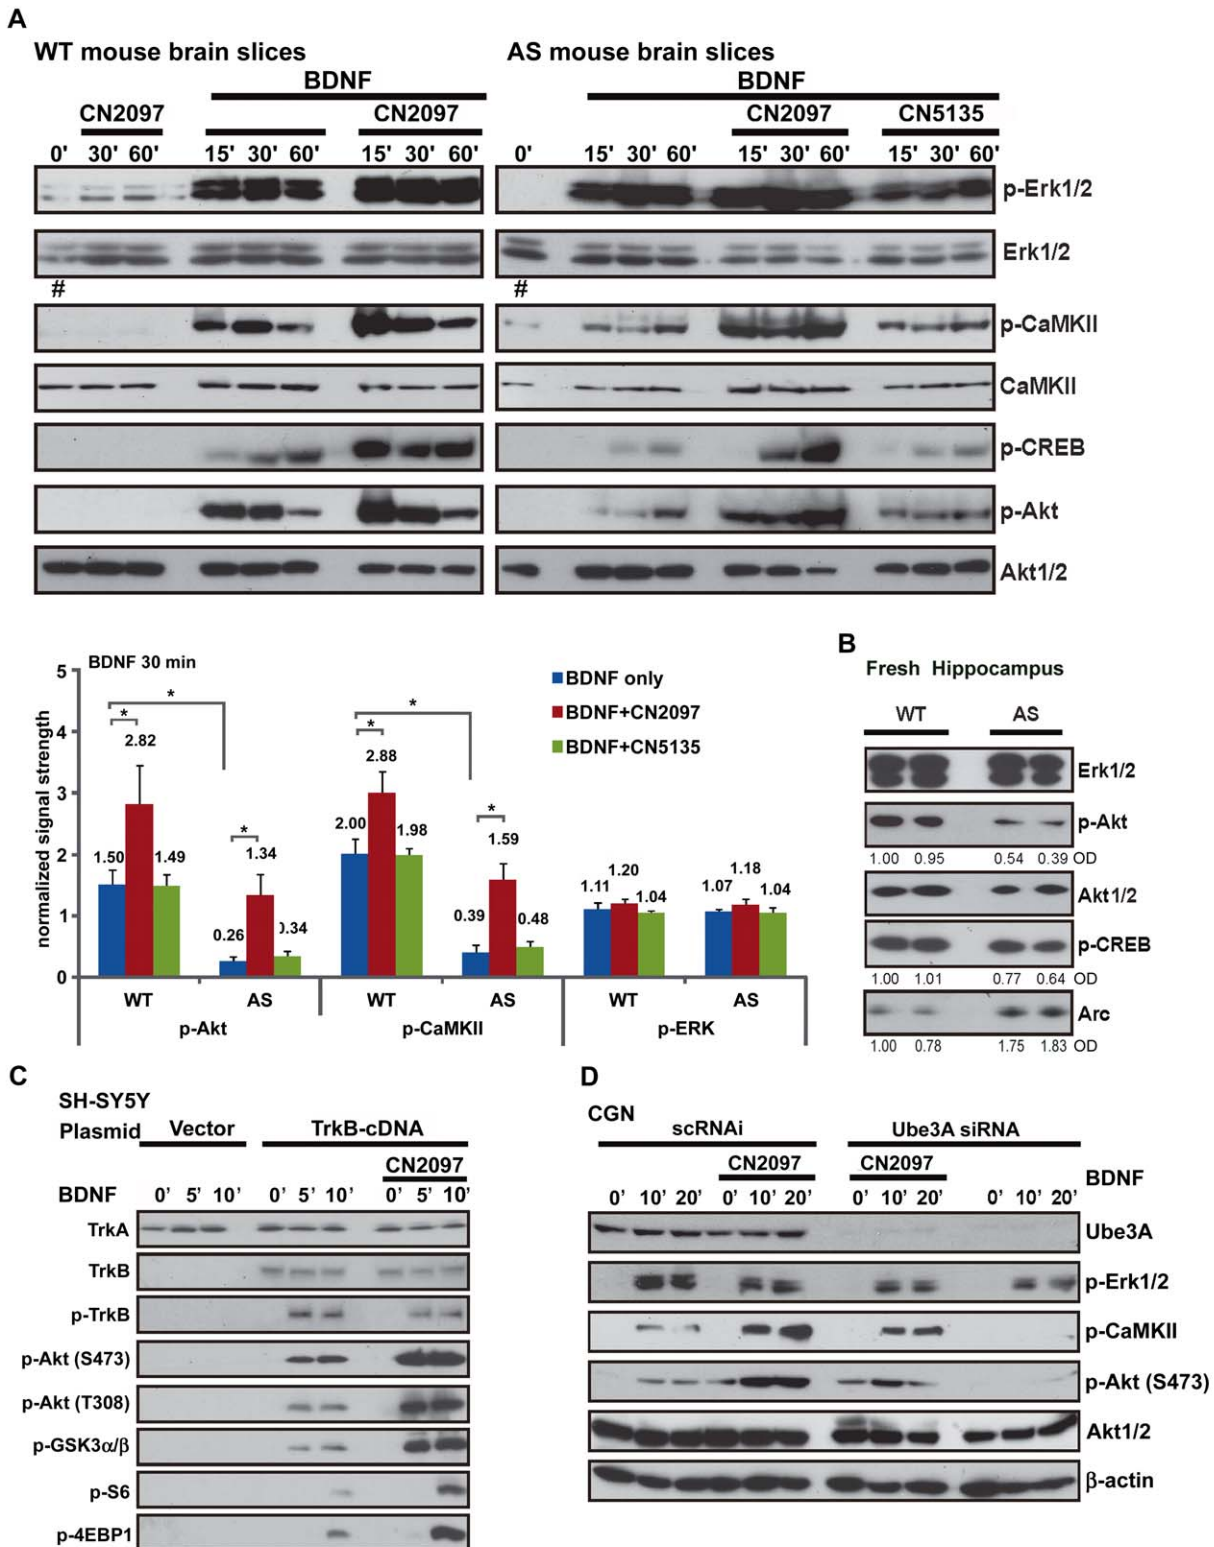 A
WT mouse brain slices
AS mouse brain slices
BDNF
BDNF
CN2097
CN2097
CN2097
CN5135
0' 30' 60' 15' 30' 60' 15' 30' 60'
0' 15' 30' 60' 15' 30' 60' 15' 30' 60'
p-Erk1/2
Erk1/2
# #
p-CaMKII
CaMKII
p-CREB
p-Akt
Akt1/2
BDNF 30 min
normalized signal strength
5
4
3
2
1
0
BDNF only
BDNF+CN2097
BDNF+CN5135
* * * * * *
1.50 2.82 1.49 0.26 1.34 0.34
2.00 2.88 1.98 0.39 1.59 0.48
1.11 1.20 1.04 1.07 1.18 1.04
WT AS WT AS WT AS
p-Akt p-CaMKII p-ERK
B
Fresh Hippocampus
WT AS
Erk1/2
p-Akt
1.00 0.95 0.54 0.39 OD
Akt1/2
p-CREB
1.00 1.01 0.77 0.64 OD
Arc
1.00 0.78 1.75 1.83 OD
C
SH-SY5Y
Plasmid Vector TrkB-cDNA
CN2097
BDNF 0’ 5’ 10’ 0’ 5’ 10’ 0’ 5’ 10’
TrkA
TrkB
p-TrkB
p-Akt (S473)
p-Akt (T308)
p-GSK3α/β
p-S6
p-4EBP1
D
CGN
scRNAi Ube3A siRNA
CN2097 CN2097
BDNF
0’ 10’ 20’ 0’ 10’ 20’ 0’ 10’ 20’ 0’ 10’ 20’
Ube3A
p-Erk1/2
p-CaMKII
p-Akt (S473)
Akt1/2
β-actin